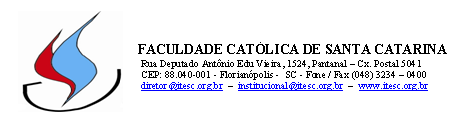 FACULDADE CATÓLICA DE SANTA CATARINA
Rua Deputado Antônio Edu Vieira, 1524, Pantanal – Cx. Postal 5041
CEP: 88.040-001 - Florianópolis - SC - Fone / Fax (048) 3234 – 0400
diretor@itesc.org.br – institucional@itesc.org.br – www.itesc.org.br